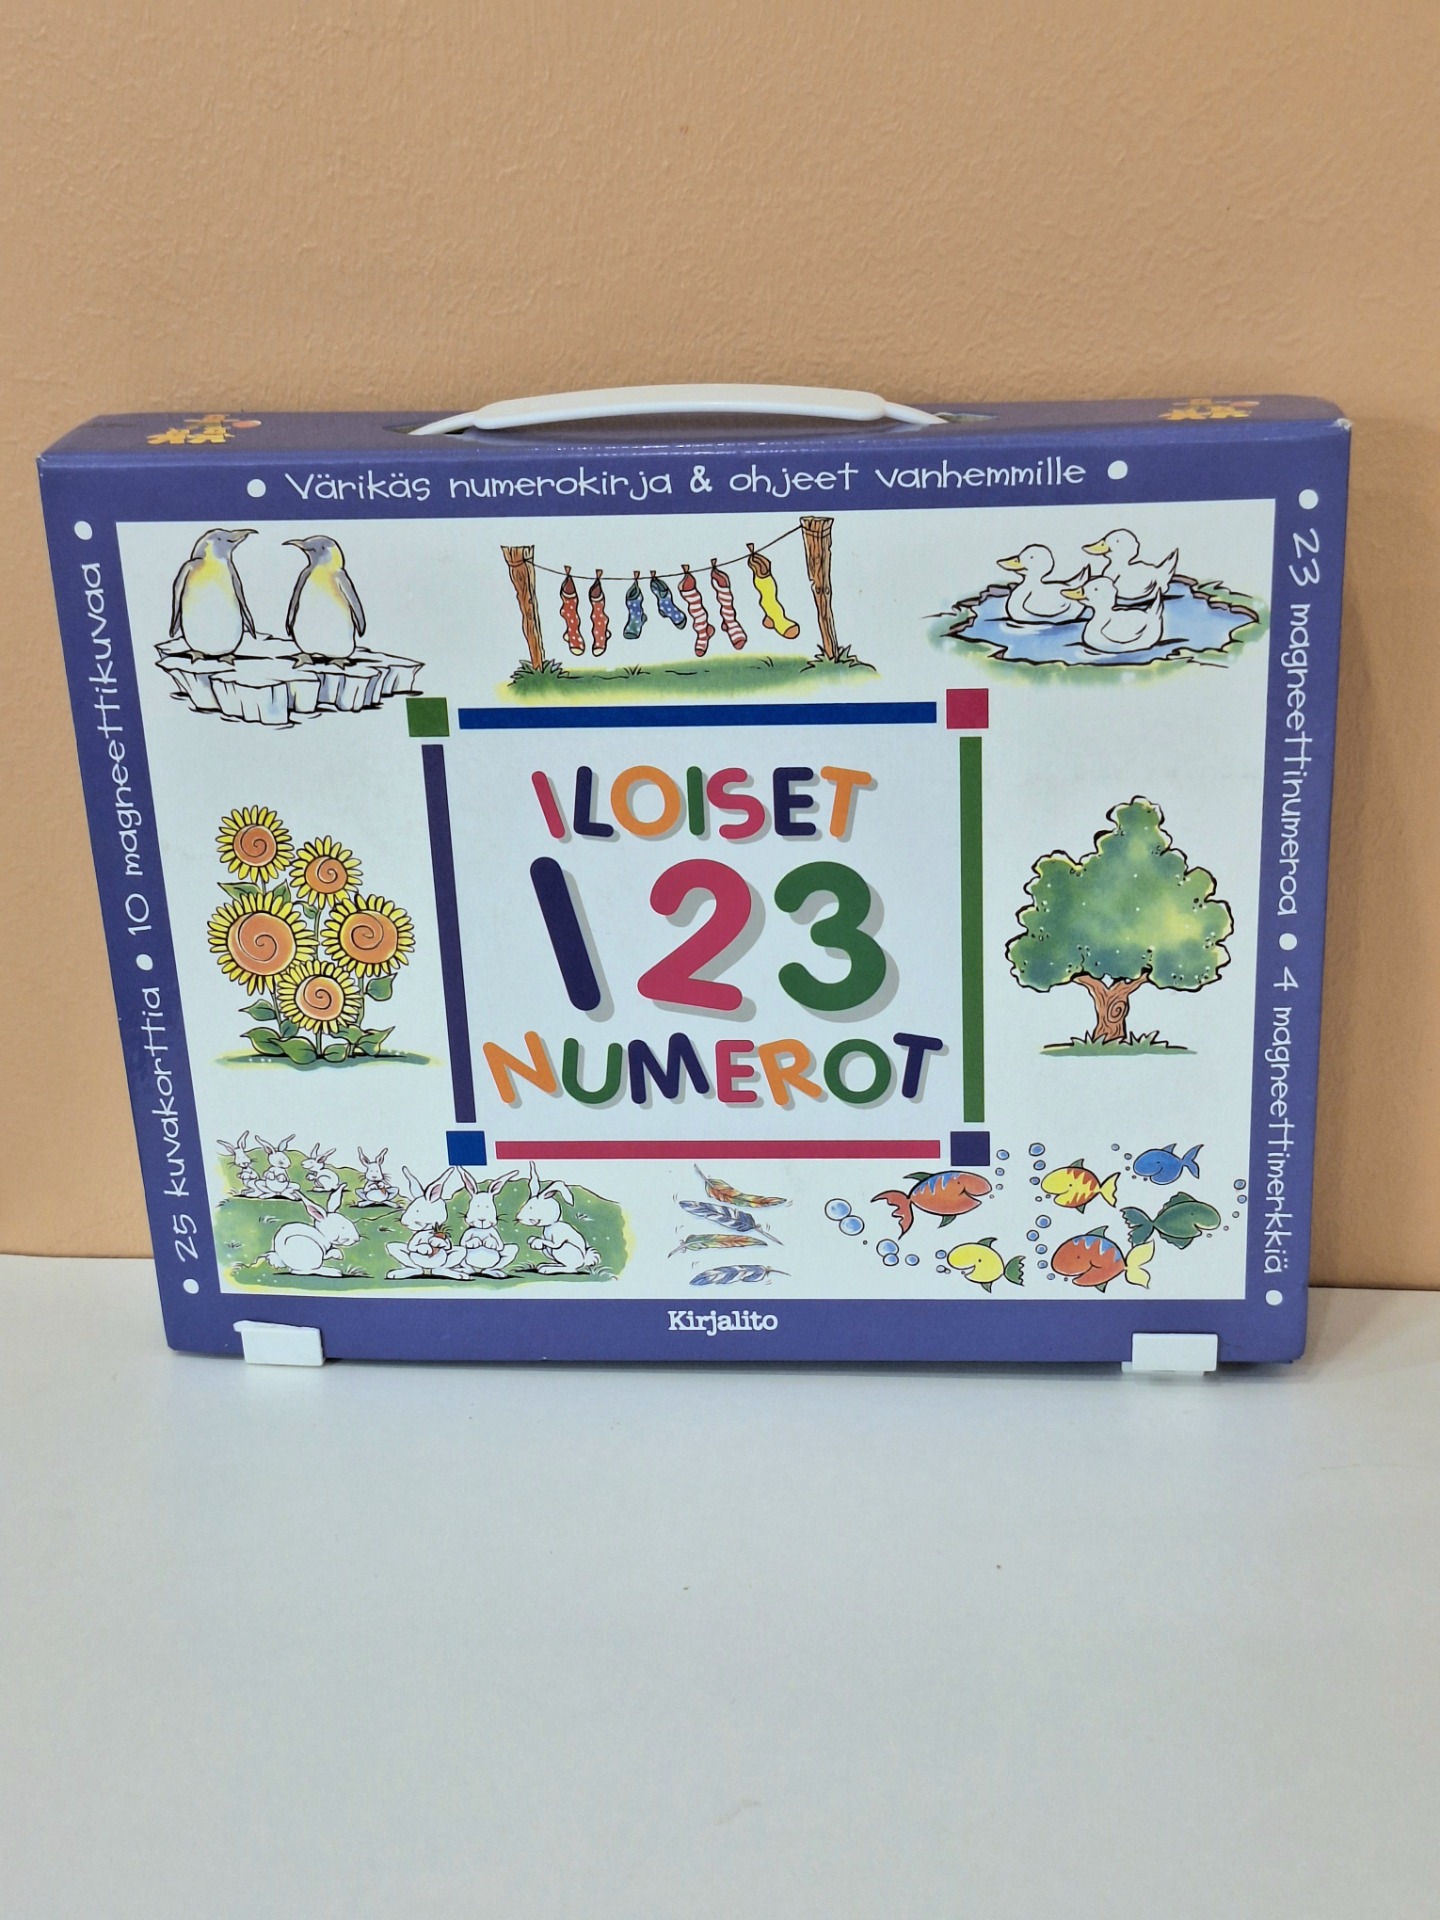 Värikäs numerokirja & ohjeet vanhemmille
25 kuvakorttia • 10 magneettikuvaa
23 magneettinumeroa • 4 magneettimerkkiä
ILOISET
123
NUMEROT
Kirjalito